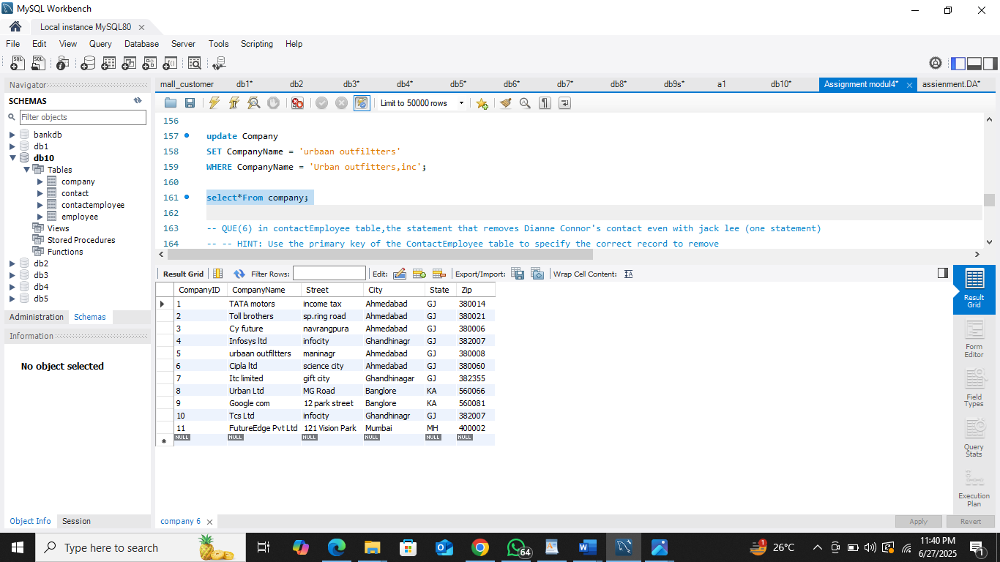 MySQL Workbench
Local instance MySQL80
File Edit View Query Database Server Tools Scripting Help
Navigator
SCHEMAS
Filter objects
bankdb
db1
db10
Tables
company
contact
contactemployee
employee
Views
Stored Procedures
Functions
db2
db3
db4
db5
Administration Schemas
Information
No object selected
Object Info Session
mall_customer db1* db2 db3* db4* db5* db6* db7* db8* db9s* a1 db10* Assignment modul4* assienment.DA*
Limit to 50000 rows
156
157 update Company
158 SET CompanyName = 'urbaan outfiltters'
159 WHERE CompanyName = 'Urban outfitters,inc';
160
161 select*From company;
162
163 -- QUE(6) in contactEmployee table,the statement that removes Dianne Connor's contact even with jack lee (one statement)
164 -- -- HINT: Use the primary key of the ContactEmployee table to specify the correct record to remove
Result Grid Filter Rows: Edit: Export/Import: Wrap Cell Content:
CompanyID CompanyName Street City State Zip
1 TATA motors income tax Ahmedabad GJ 380014
2 Toll brothers sp.ring road Ahmedabad GJ 380021
3 Cy future navrangpura Ahmedabad GJ 380006
4 Infosys ltd infocity Ghandhinagr GJ 382007
5 urbaan outfiltters maninagr Ahmedabad GJ 380008
6 Cipla ltd science city Ahmedabad GJ 380060
7 Itc limited gift city Ghandhinagar GJ 382355
8 Urban Ltd MG Road Banglore KA 560066
9 Google com 12 park street Banglore KA 560081
10 Tcs Ltd infocity Ghandhinagr GJ 382007
11 FutureEdge Pvt Ltd 121 Vision Park Mumbai MH 400002
NULL NULL NULL NULL NULL NULL
Result
Grid
Form
Editor
Field
Types
Query
Stats
Execution
Plan
company 6
Apply Revert
Type here to search
64
1
26°C
11:40 PM
6/27/2025
1